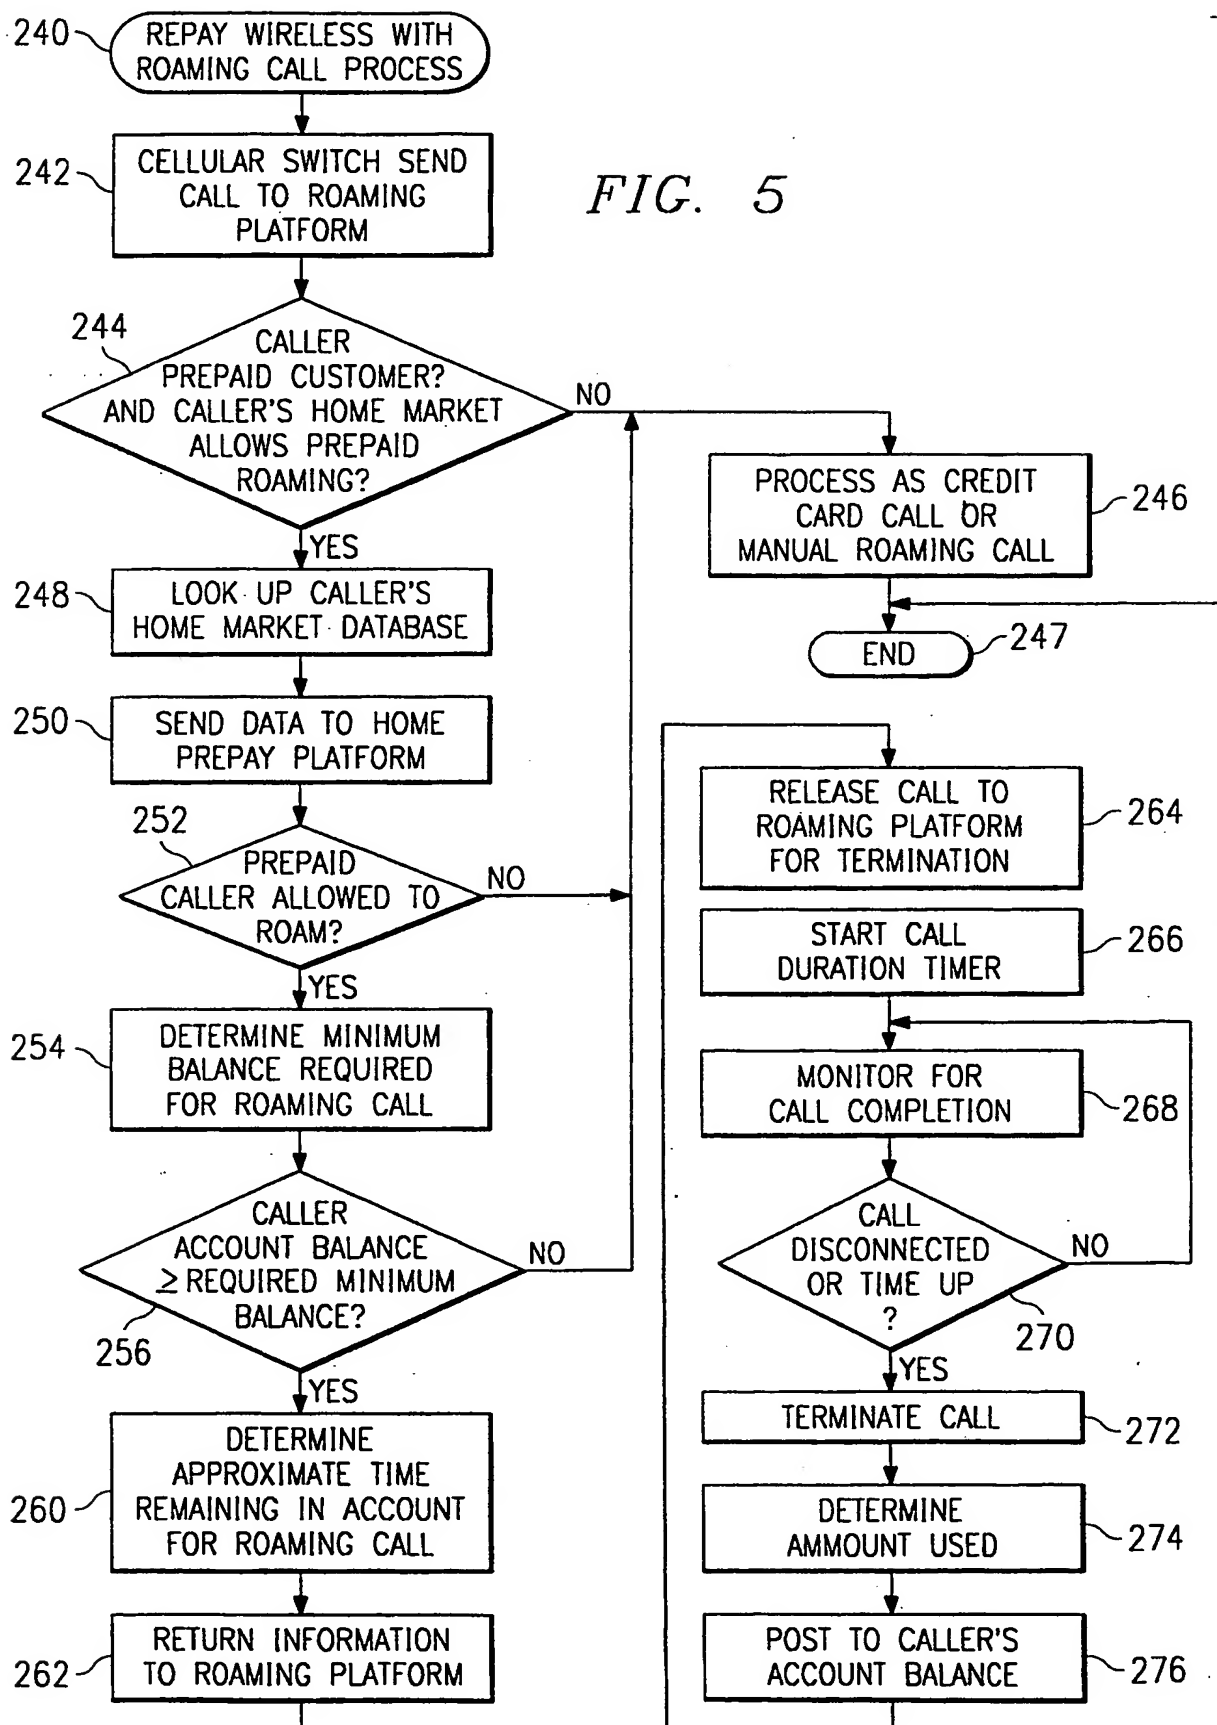 240
REPAY WIRELESS WITH
ROAMING CALL PROCESS
242
CELLULAR SWITCH SEND
CALL TO ROAMING
PLATFORM
FIG. 5
244
CALLER
PREPAID CUSTOMER?
AND CALLER'S HOME MARKET
ALLOWS PREPAID
ROAMING?
NO
YES
PROCESS AS CREDIT
CARD CALL OR
MANUAL ROAMING CALL
246
END
247
248
LOOK UP CALLER'S
HOME MARKET DATABASE
250
SEND DATA TO HOME
PREPAY PLATFORM
252
PREPAID
CALLER ALLOWED TO
ROAM?
NO
YES
254
DETERMINE MINIMUM
BALANCE REQUIRED
FOR ROAMING CALL
CALLER
ACCOUNT BALANCE
≥ REQUIRED MINIMUM
BALANCE?
256
NO
YES
260
DETERMINE
APPROXIMATE TIME
REMAINING IN ACCOUNT
FOR ROAMING CALL
262
RETURN INFORMATION
TO ROAMING PLATFORM
RELEASE CALL TO
ROAMING PLATFORM
FOR TERMINATION
264
START CALL
DURATION TIMER
266
MONITOR FOR
CALL COMPLETION
268
CALL
DISCONNECTED
OR TIME UP
?
NO
270
YES
TERMINATE CALL
272
DETERMINE
AMMOUNT USED
274
POST TO CALLER'S
ACCOUNT BALANCE
276